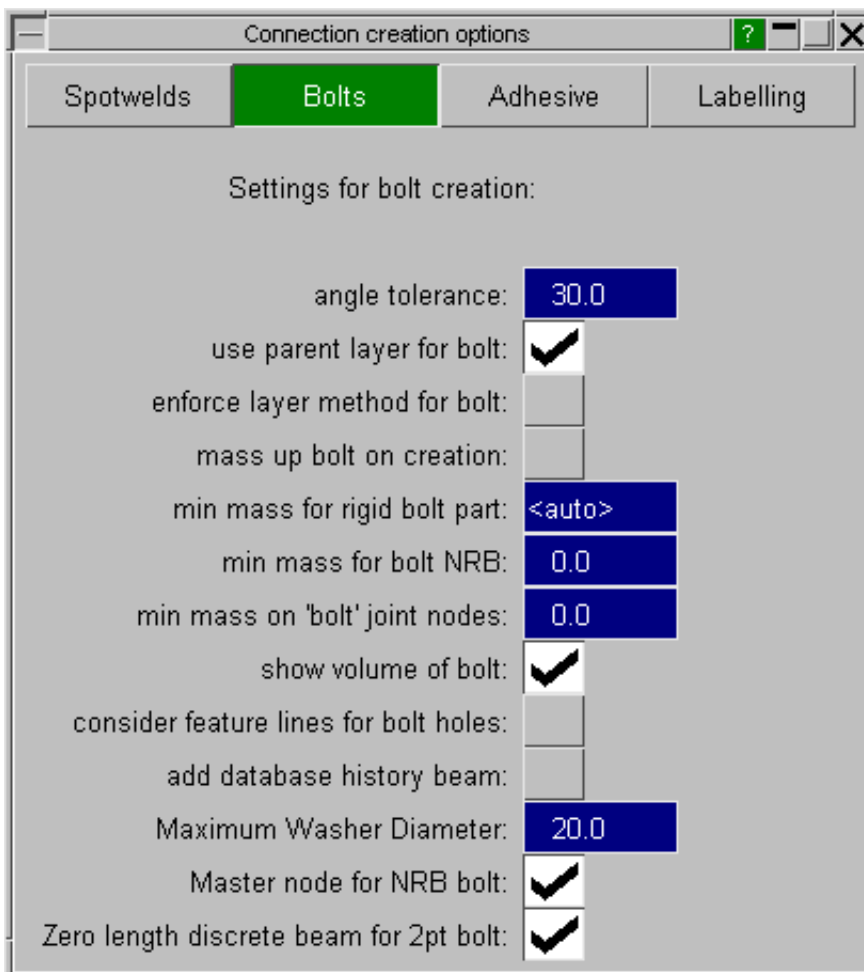 Connection creation options ?
Spotwelds Bolts Adhesive Labelling
Settings for bolt creation:
angle tolerance: 30.0
use parent layer for bolt:
enforce layer method for bolt:
mass up bolt on creation:
min mass for rigid bolt part: <auto>
min mass for bolt NRB: 0.0
min mass on 'bolt' joint nodes: 0.0
show volume of bolt:
consider feature lines for bolt holes:
add database history beam:
Maximum Washer Diameter: 20.0
Master node for NRB bolt:
Zero length discrete beam for 2pt bolt: